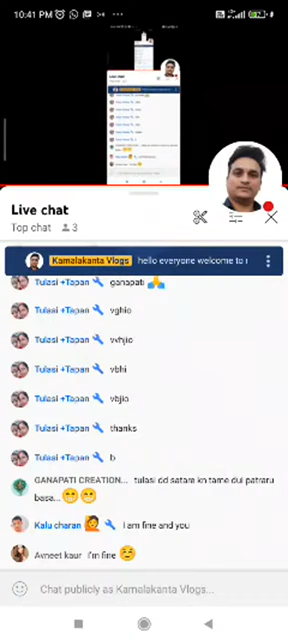 10:41 PM
Live chat
Top chat 3
Kamalakanta Vlogs hello everyone welcome to
Tulasi +Tapan ganapati
Tulasi +Tapan vghio
Tulasi +Tapan vvhjio
Tulasi +Tapan vbhi
Tulasi +Tapan vbjio
Tulasi +Tapan thanks
Tulasi +Tapan b
GANAPATI CREATION... tulasi dd satare kn tame dui patraru
basa...😁😁
Kalu charan 🙋 I am fine and you
Avneet kaur I'm fine ☺️
Chat publicly as Kamalakanta Vlogs...